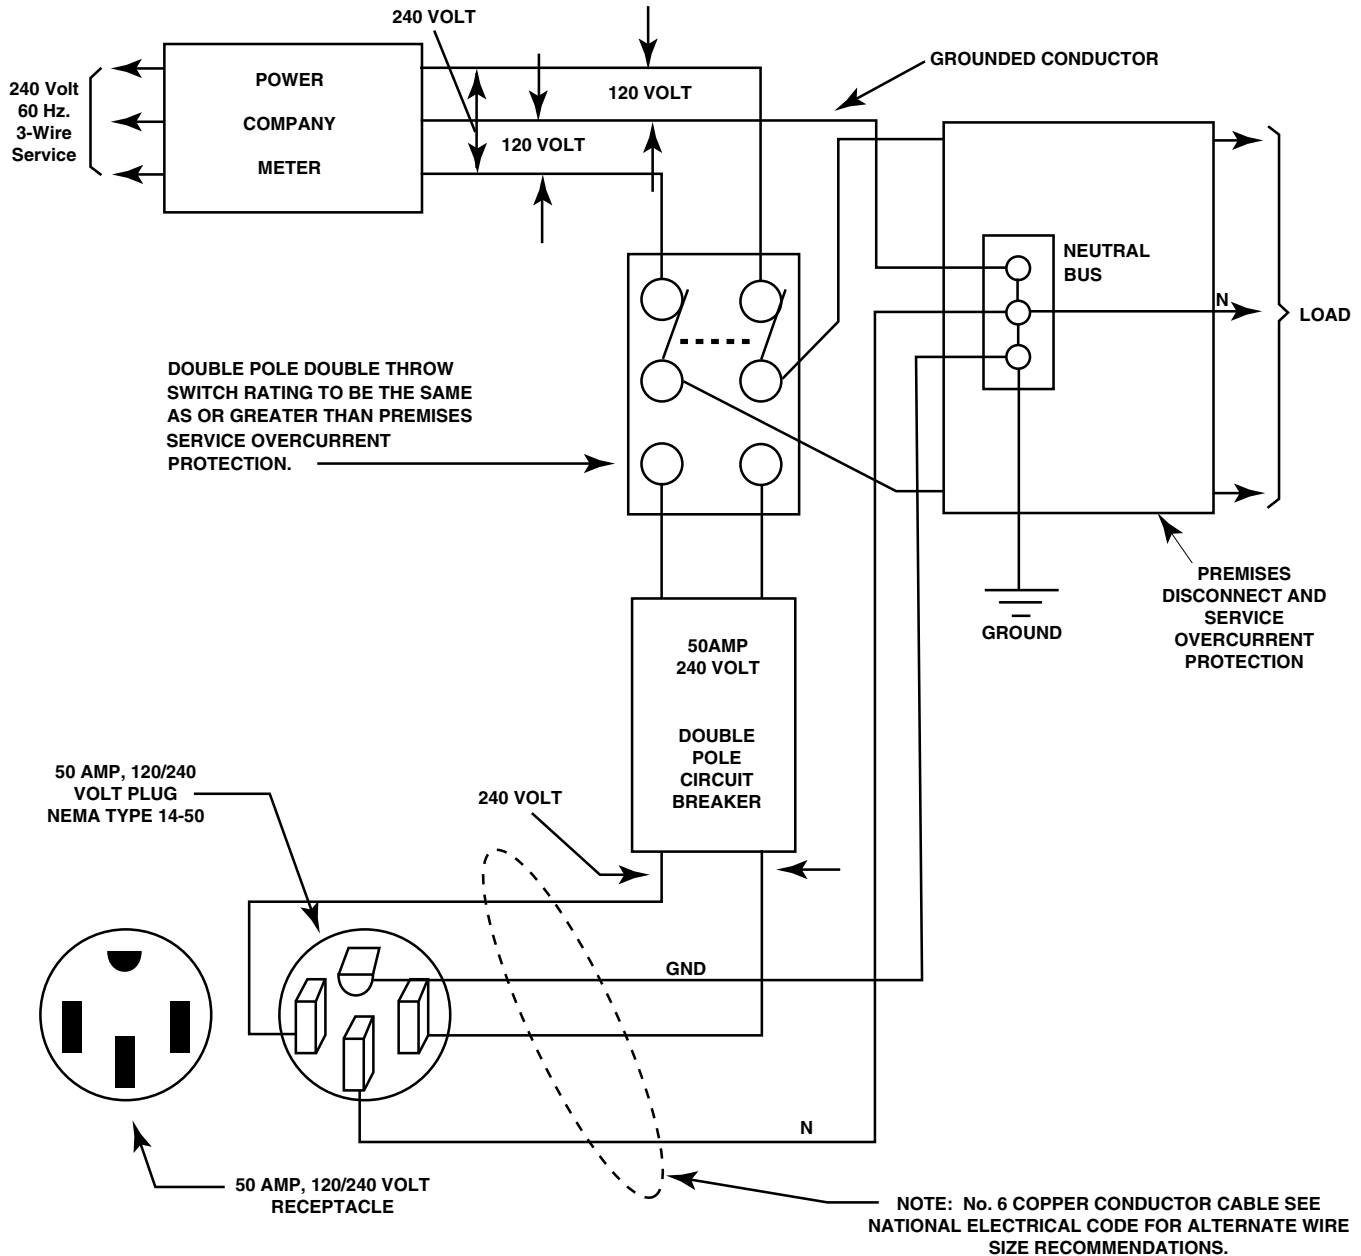 240 VOLT
GROUNDED CONDUCTOR
240 Volt
60 Hz.
3-Wire
Service
POWER
COMPANY
METER
120 VOLT
120 VOLT
NEUTRAL
BUS
N
LOAD
DOUBLE POLE DOUBLE THROW
SWITCH RATING TO BE THE SAME
AS OR GREATER THAN PREMISES
SERVICE OVERCURRENT
PROTECTION.
GROUND
PREMISES
DISCONNECT AND
SERVICE
OVERCURRENT
PROTECTION
50AMP
240 VOLT
DOUBLE
POLE
CIRCUIT
BREAKER
50 AMP, 120/240
VOLT PLUG
NEMA TYPE 14-50
240 VOLT
GND
N
50 AMP, 120/240 VOLT
RECEPTACLE
NOTE: No. 6 COPPER CONDUCTOR CABLE SEE
NATIONAL ELECTRICAL CODE FOR ALTERNATE WIRE
SIZE RECOMMENDATIONS.